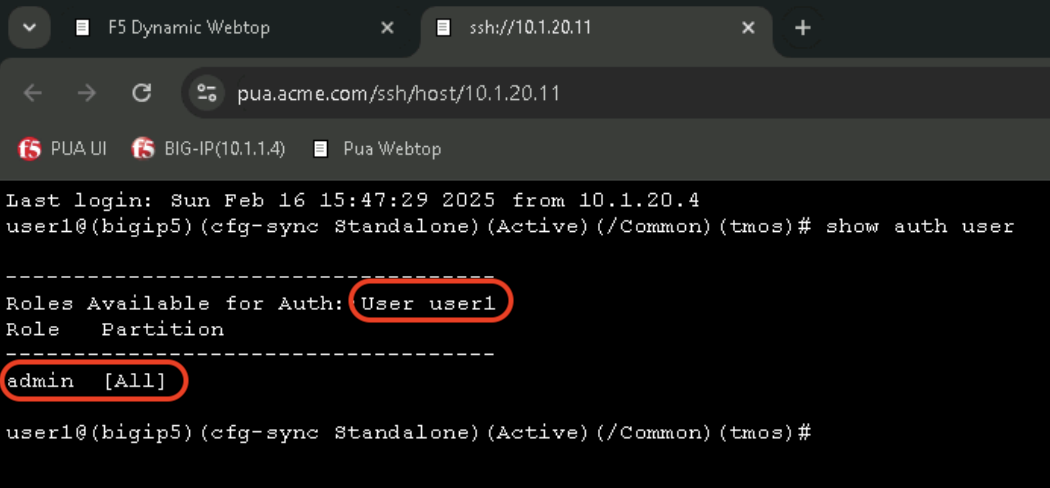 F5 Dynamic Webtop
ssh://10.1.20.11
pua.acme.com/ssh/host/10.1.20.11
f5 PUA UI f5 BIG-IP(10.1.1.4) Pua Webtop
Last login: Sun Feb 16 15:47:29 2025 from 10.1.20.4
user1@(bigip5)(cfg-sync Standalone)(Active)(/Common)(tmos)# show auth user
------------------------------------
Roles Available for Auth: User user1
Role   Partition
------------------------------------
admin  [All]
user1@(bigip5)(cfg-sync Standalone)(Active)(/Common)(tmos)#